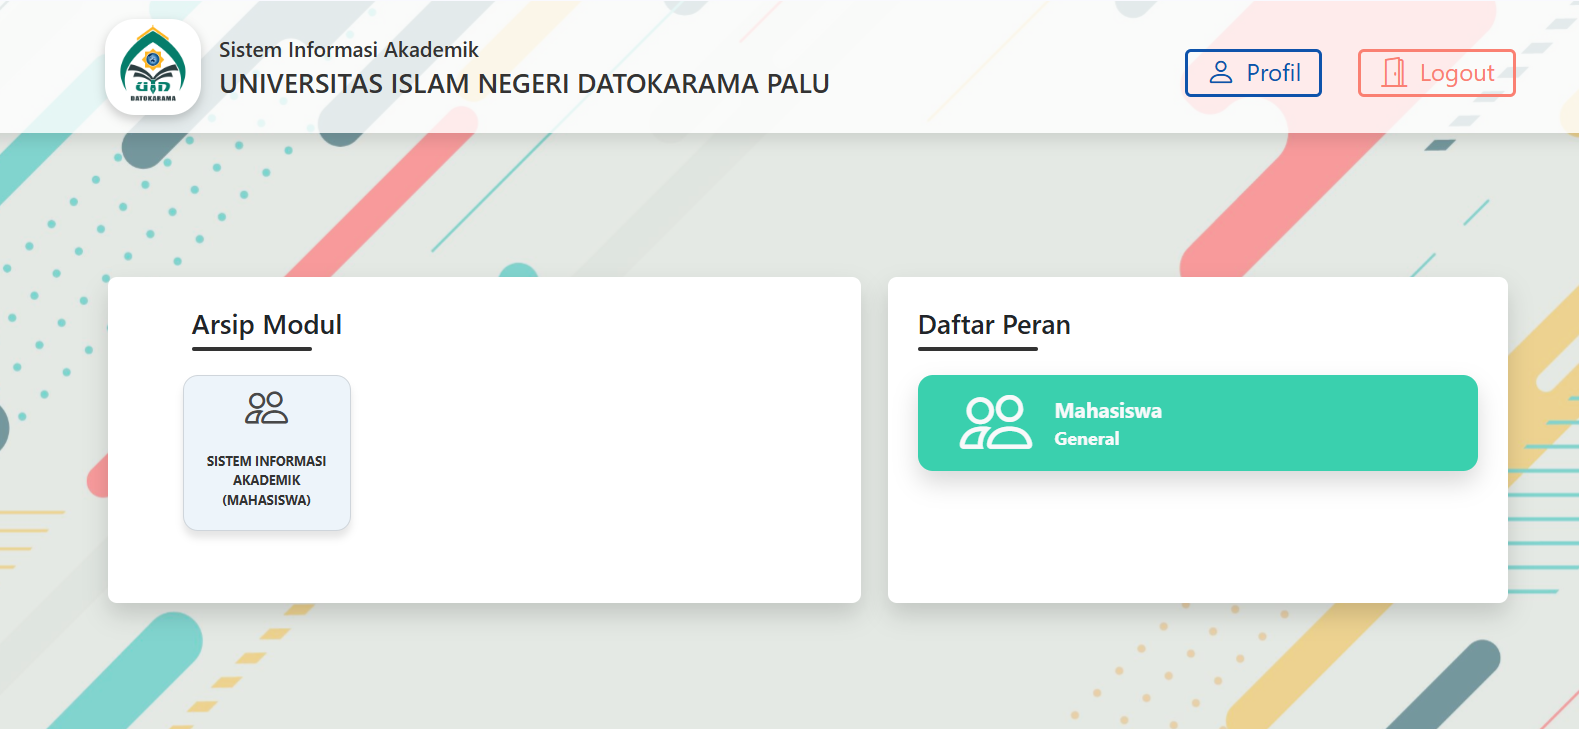 Sistem Informasi Akademik
UNIVERSITAS ISLAM NEGERI DATOKARAMA PALU
UIN
DATOKARAMA
Profil
Logout
Arsip Modul
SISTEM INFORMASI
AKADEMIK
(MAHASISWA)
Daftar Peran
Mahasiswa
General